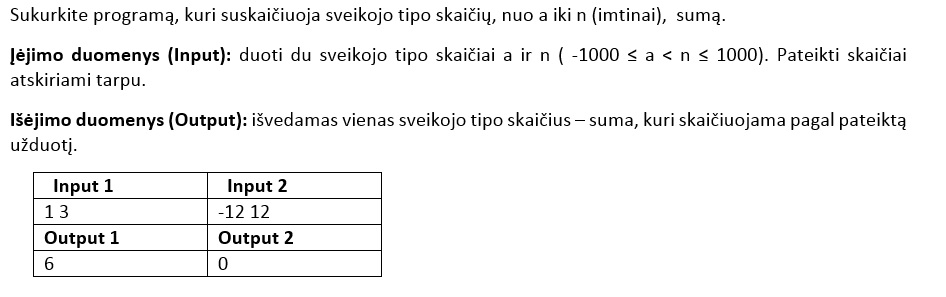 Sukurkite programą, kuri suskaičiuoja sveikojo tipo skaičių, nuo a iki n (imtinai), sumą.
Įėjimo duomenys (Input): duoti du sveikojo tipo skaičiai a ir n ( -1000 ≤ a < n ≤ 1000). Pateikti skaičiai
atskiriami tarpu.
Išėjimo duomenys (Output): išvedamas vienas sveikojo tipo skaičius – suma, kuri skaičiuojama pagal pateiktą
užduotį.
Input 1 Input 2
1 3 -12 12
Output 1 Output 2
6 0